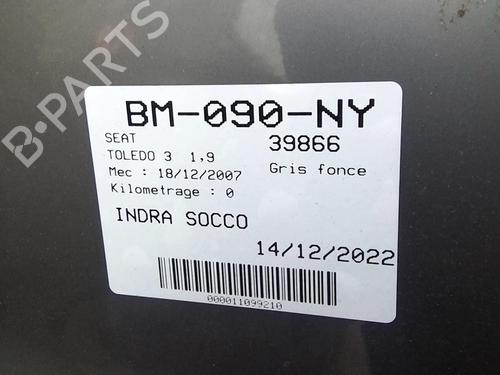 BM-090-NY
SEAT 39866
TOLEDO 3 1,9
Mec : 18/12/2007 Gris fonce
Kilometrage : 0
INDRA SOCCO
14/12/2022
000011099210
B-PARTS